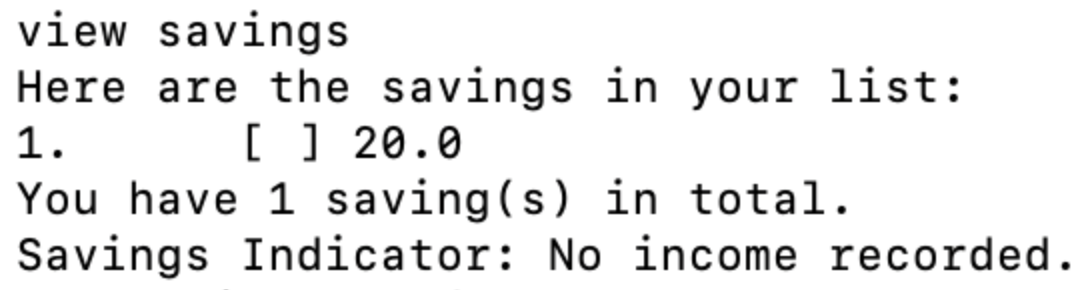 view savings
Here are the savings in your list:
1.      [ ] 20.0
You have 1 saving(s) in total.
Savings Indicator: No income recorded.